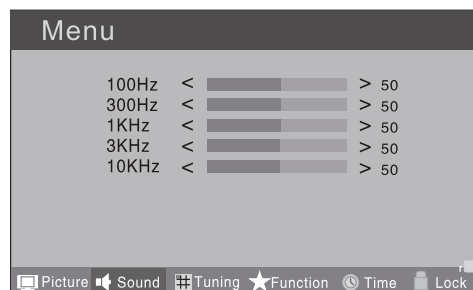 Menu
100Hz < > 50
300Hz < > 50
1KHz < > 50
3KHz < > 50
10KHz < > 50
Picture Sound Tuning Function Time Lock